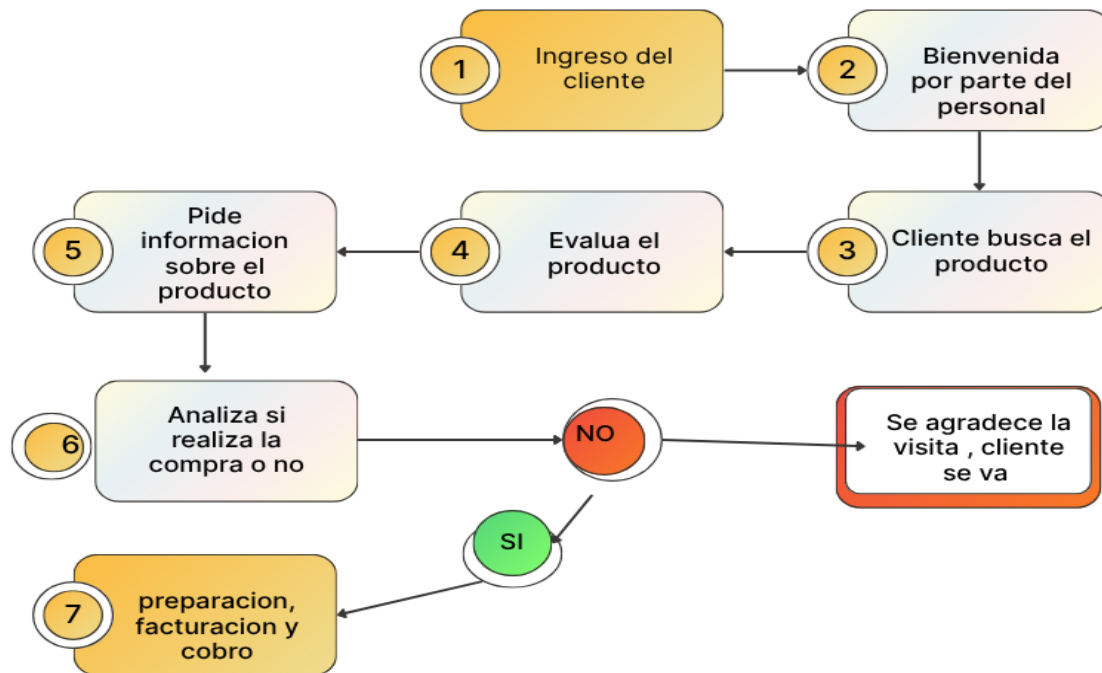 1
Ingreso del
cliente
2
Bienvenida
por parte del
personal
3
Cliente busca el
producto
4
Evalua el
producto
5
Pide
informacion
sobre el
producto
6
Analiza si
realiza la
compra o no
NO
Se agradece la
visita , cliente
se va
SI
7
preparacion,
facturacion y
cobro